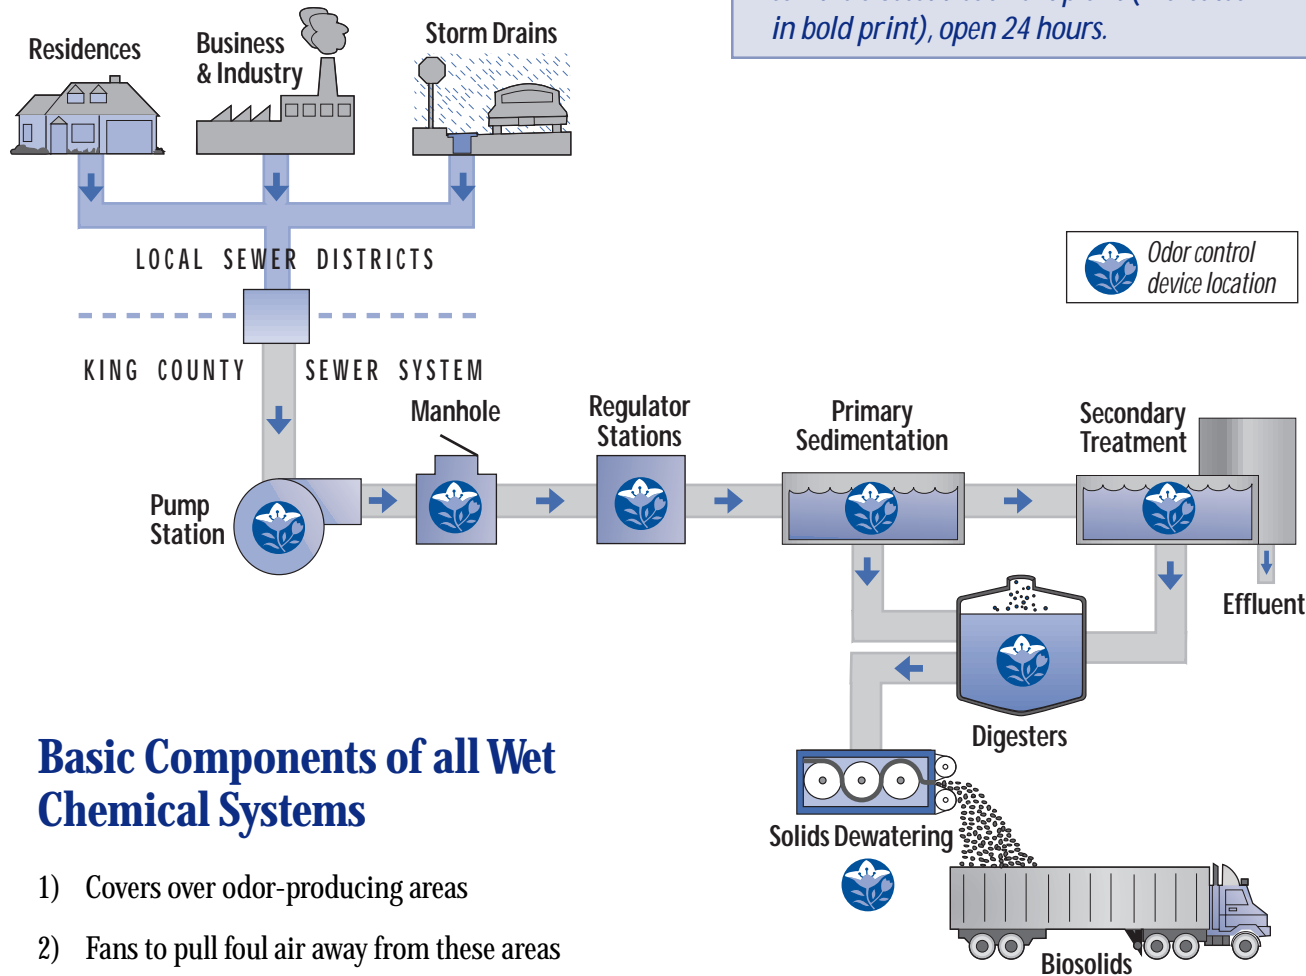 in bold print), open 24 hours.
Residences
Business
& Industry
Storm Drains
LOCAL SEWER DISTRICTS
Odor control
device location
KING COUNTY SEWER SYSTEM
Manhole
Regulator
Stations
Primary
Sedimentation
Secondary
Treatment
Pump
Station
Effluent
Digesters
Solids Dewatering
Biosolids
Basic Components of all Wet
Chemical Systems
1) Covers over odor-producing areas
2) Fans to pull foul air away from these areas